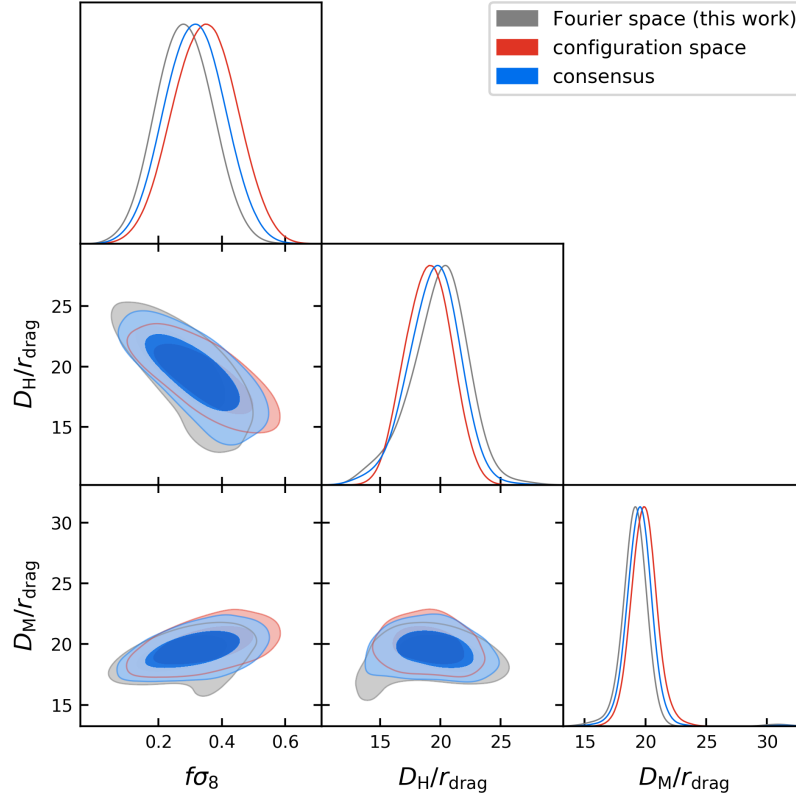 Fourier space (this work)
configuration space
consensus
25
20
15
D_H/r_drag
30
25
20
15
D_M/r_drag
0.2 0.4 0.6
15 20 25
15 20 25 30
fσ_8
D_H/r_drag
D_M/r_drag